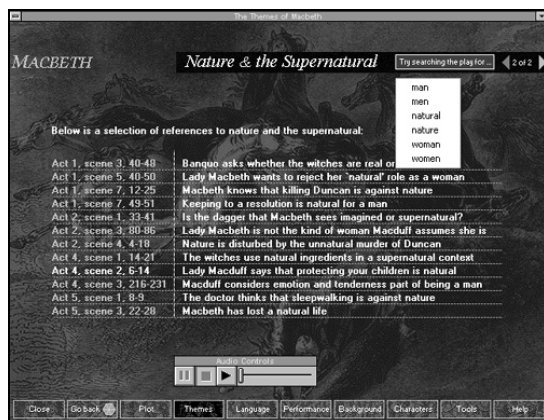 The Themes of Macbeth
MACBETH
Nature & the Supernatural
Try searching the play for ...
2 of 2
man
men
natural
nature
woman
women
Below is a selection of references to nature and the supernatural:
Act 1, scene 3, 40-48 Banquo asks whether the witches are real or
Act 1, scene 5, 40-50 Lady Macbeth wants to reject her 'natural' role as a woman
Act 1, scene 7, 12-25 Macbeth knows that killing Duncan is against nature
Act 1, scene 7, 49-51 Keeping to a resolution is natural for a man
Act 2, scene 1, 33-41 Is the dagger that Macbeth sees imagined or supernatural?
Act 2, scene 3, 80-86 Lady Macbeth is not the kind of woman Macduff assumes she is
Act 2, scene 4, 4-18 Nature is disturbed by the unnatural murder of Duncan
Act 4, scene 1, 14-21 The witches use natural ingredients in a supernatural context
Act 4, scene 2, 6-14 Lady Macduff says that protecting your children is natural
Act 4, scene 3, 216-231 Macduff considers emotion and tenderness part of being a man
Act 5, scene 1, 8-9 The doctor thinks that sleepwalking is against nature
Act 5, scene 3, 22-28 Macbeth has lost a natural life
Audio Controls
Close Go back Plot Themes Language Performance Background Characters Tools Help